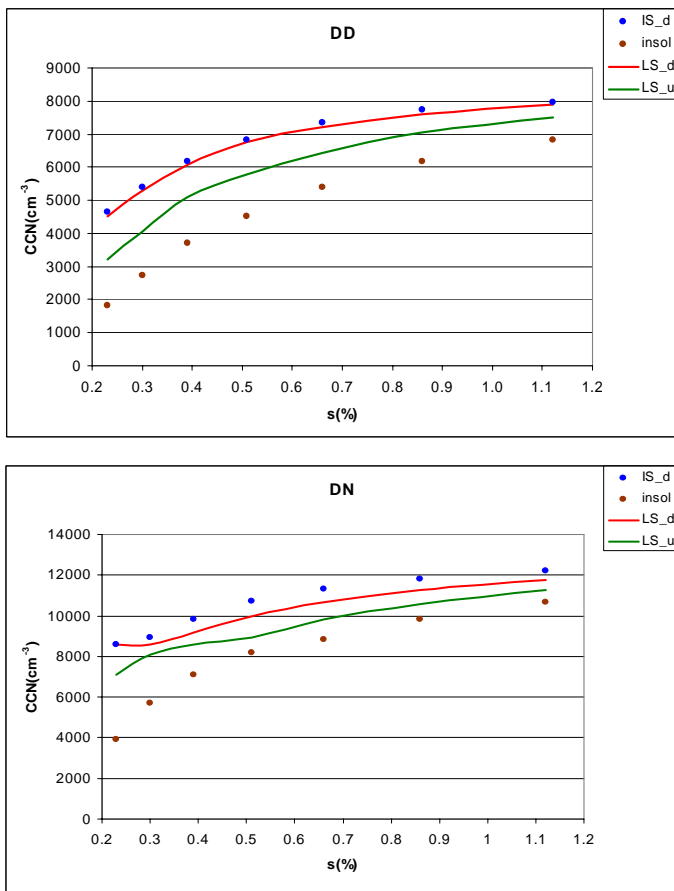 DD
IS_d
insol
LS_d
LS_u
CCN(cm⁻³)
9000
8000
7000
6000
5000
4000
3000
2000
1000
0
0.2 0.3 0.4 0.5 0.6 0.7 0.8 0.9 1.0 1.1 1.2
s(%)
DN
IS_d
insol
LS_d
LS_u
CCN(cm⁻³)
14000
12000
10000
8000
6000
4000
2000
0
0.2 0.3 0.4 0.5 0.6 0.7 0.8 0.9 1 1.1 1.2
s(%)